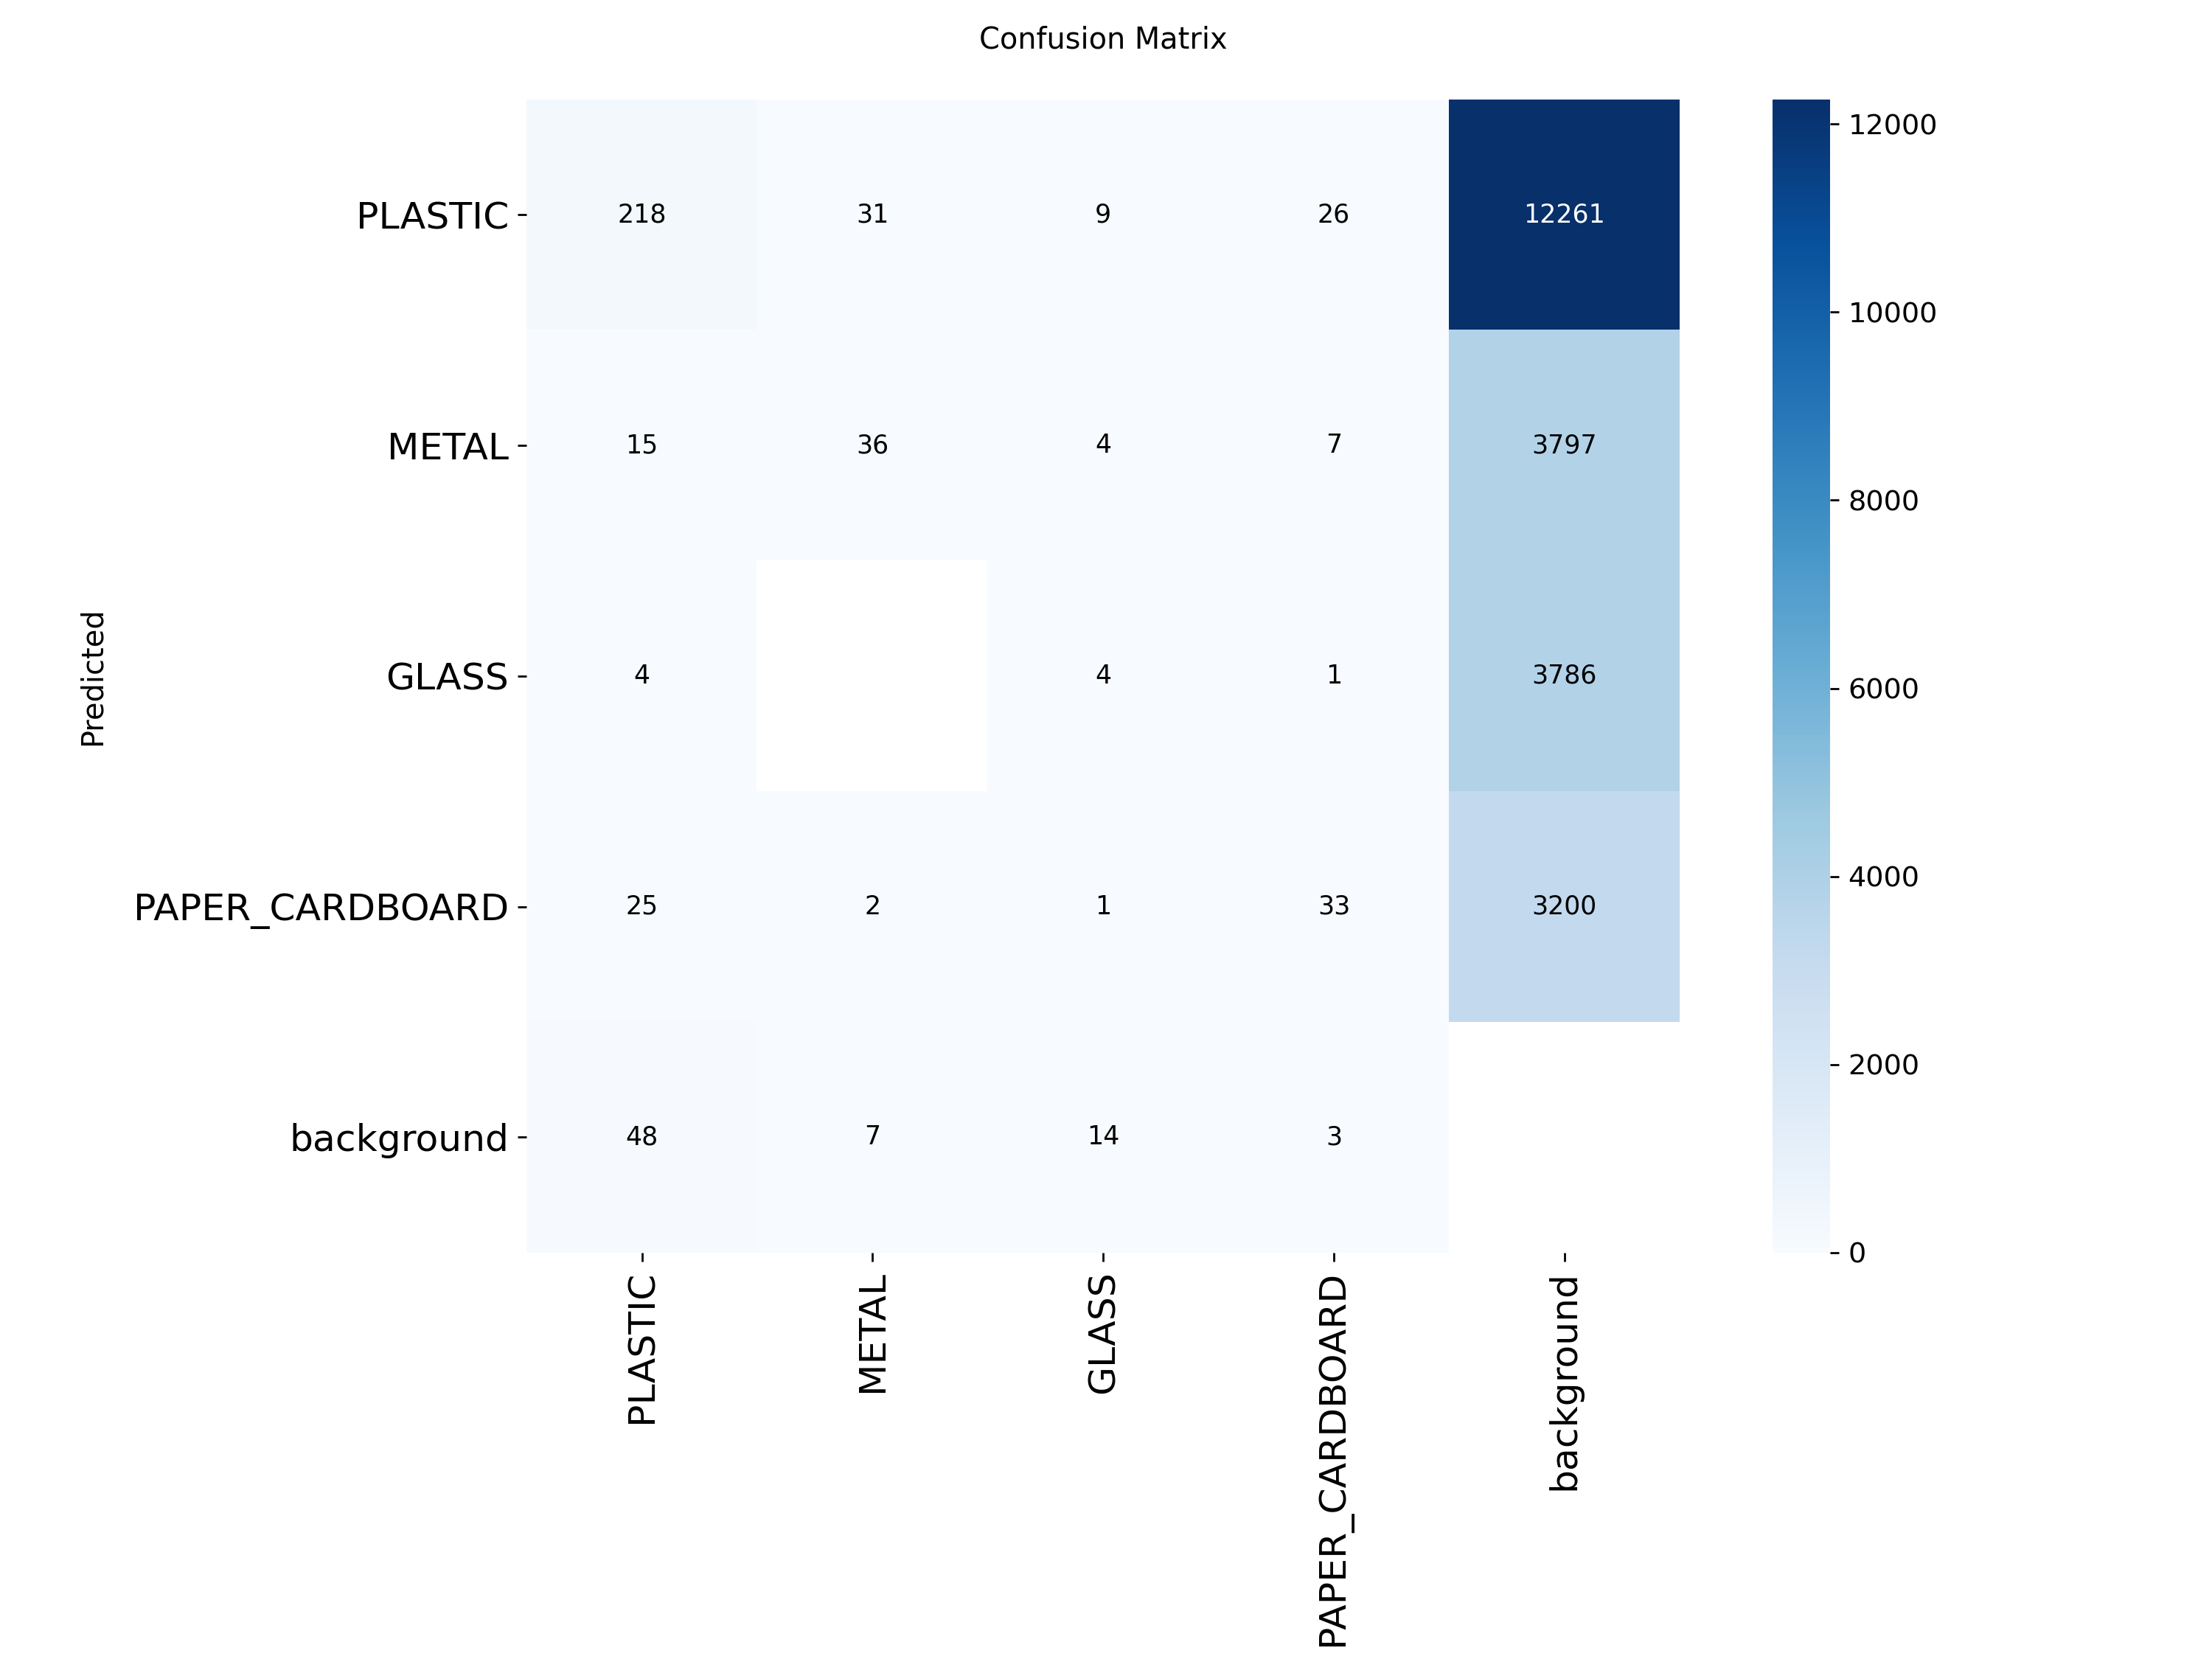 Confusion Matrix
PLASTIC 218 31 9 26 12261
METAL 15 36 4 7 3797
GLASS 4 4 1 3786
PAPER_CARDBOARD 25 2 1 33 3200
background 48 7 14 3
Predicted
PLASTIC
METAL
GLASS
PAPER_CARDBOARD
background
12000
10000
8000
6000
4000
2000
0